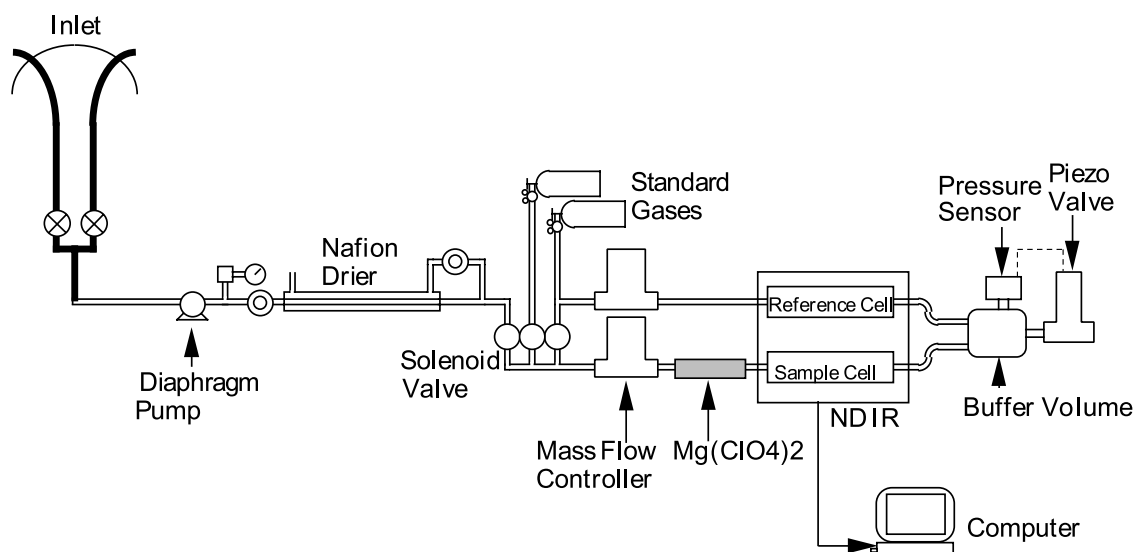 Inlet
Standard
Gases
Pressure
Sensor
Piezo
Valve
Nafion
Drier
Reference Cell
Solenoid
Valve
Sample Cell
Diaphragm
Pump
Buffer Volume
NDIR
Mass Flow
Controller
Mg(ClO4)2
Computer